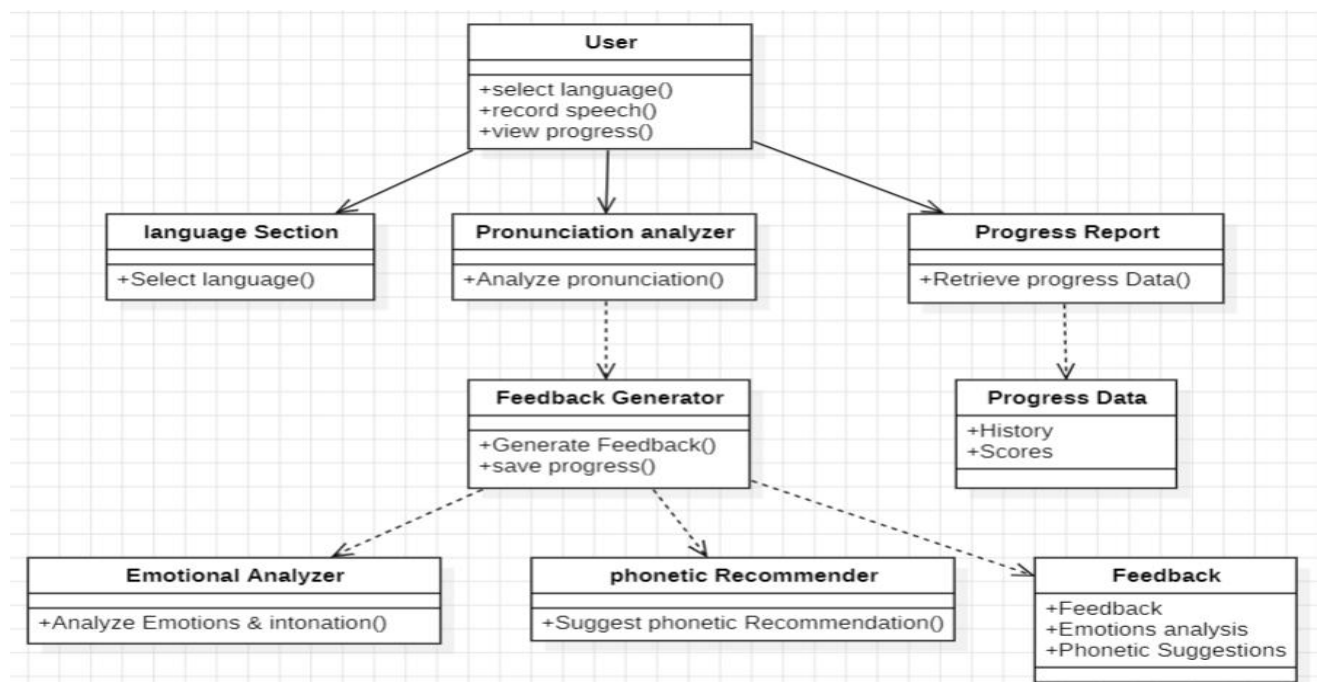 User
+select language()
+record speech()
+view progress()
language Section
+Select language()
Pronunciation analyzer
+Analyze pronunciation()
Progress Report
+Retrieve progress Data()
Feedback Generator
+Generate Feedback()
+save progress()
Progress Data
+History
+Scores
Emotional Analyzer
+Analyze Emotions & intonation()
phonetic Recommender
+Suggest phonetic Recommendation()
Feedback
+Feedback
+Emotions analysis
+Phonetic Suggestions